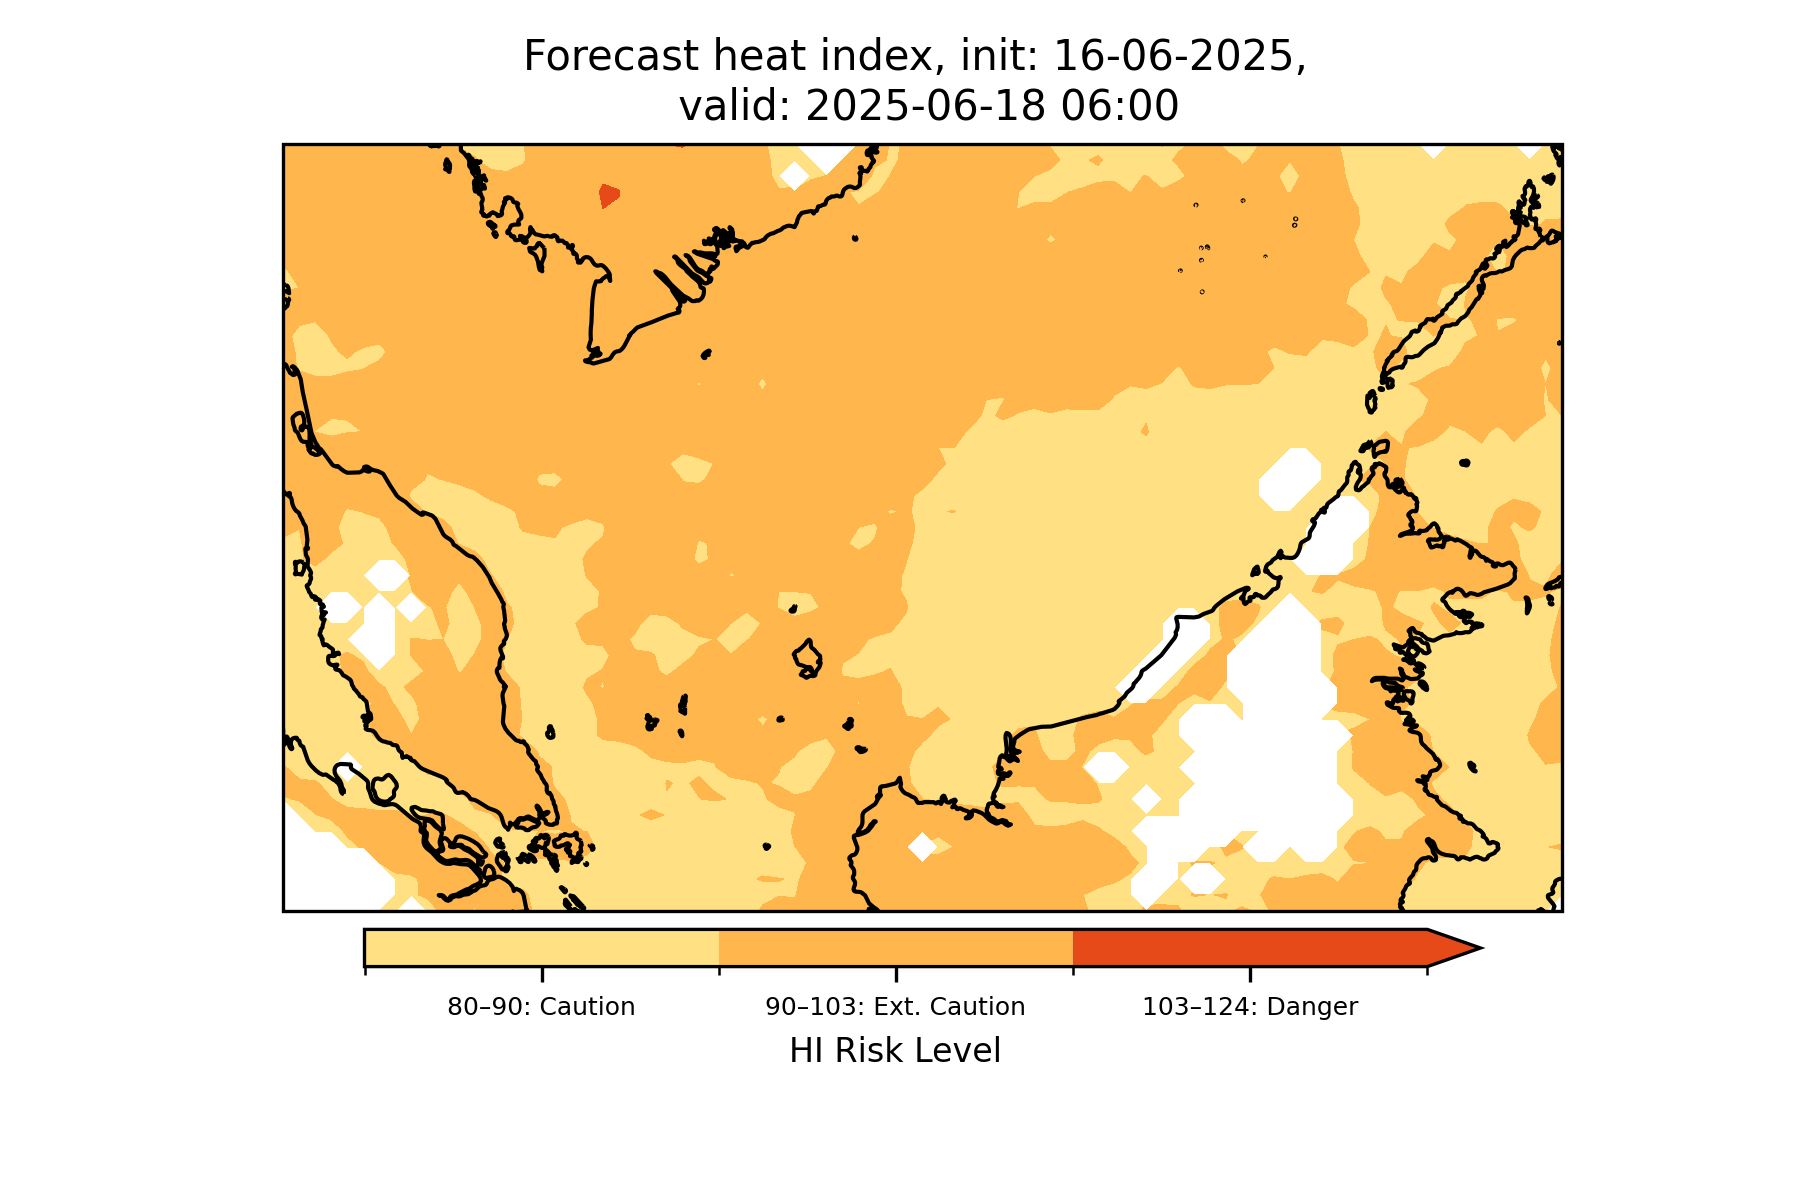 Forecast heat index, init: 16-06-2025,
valid: 2025-06-18 06:00
80–90: Caution
90–103: Ext. Caution
103–124: Danger
HI Risk Level